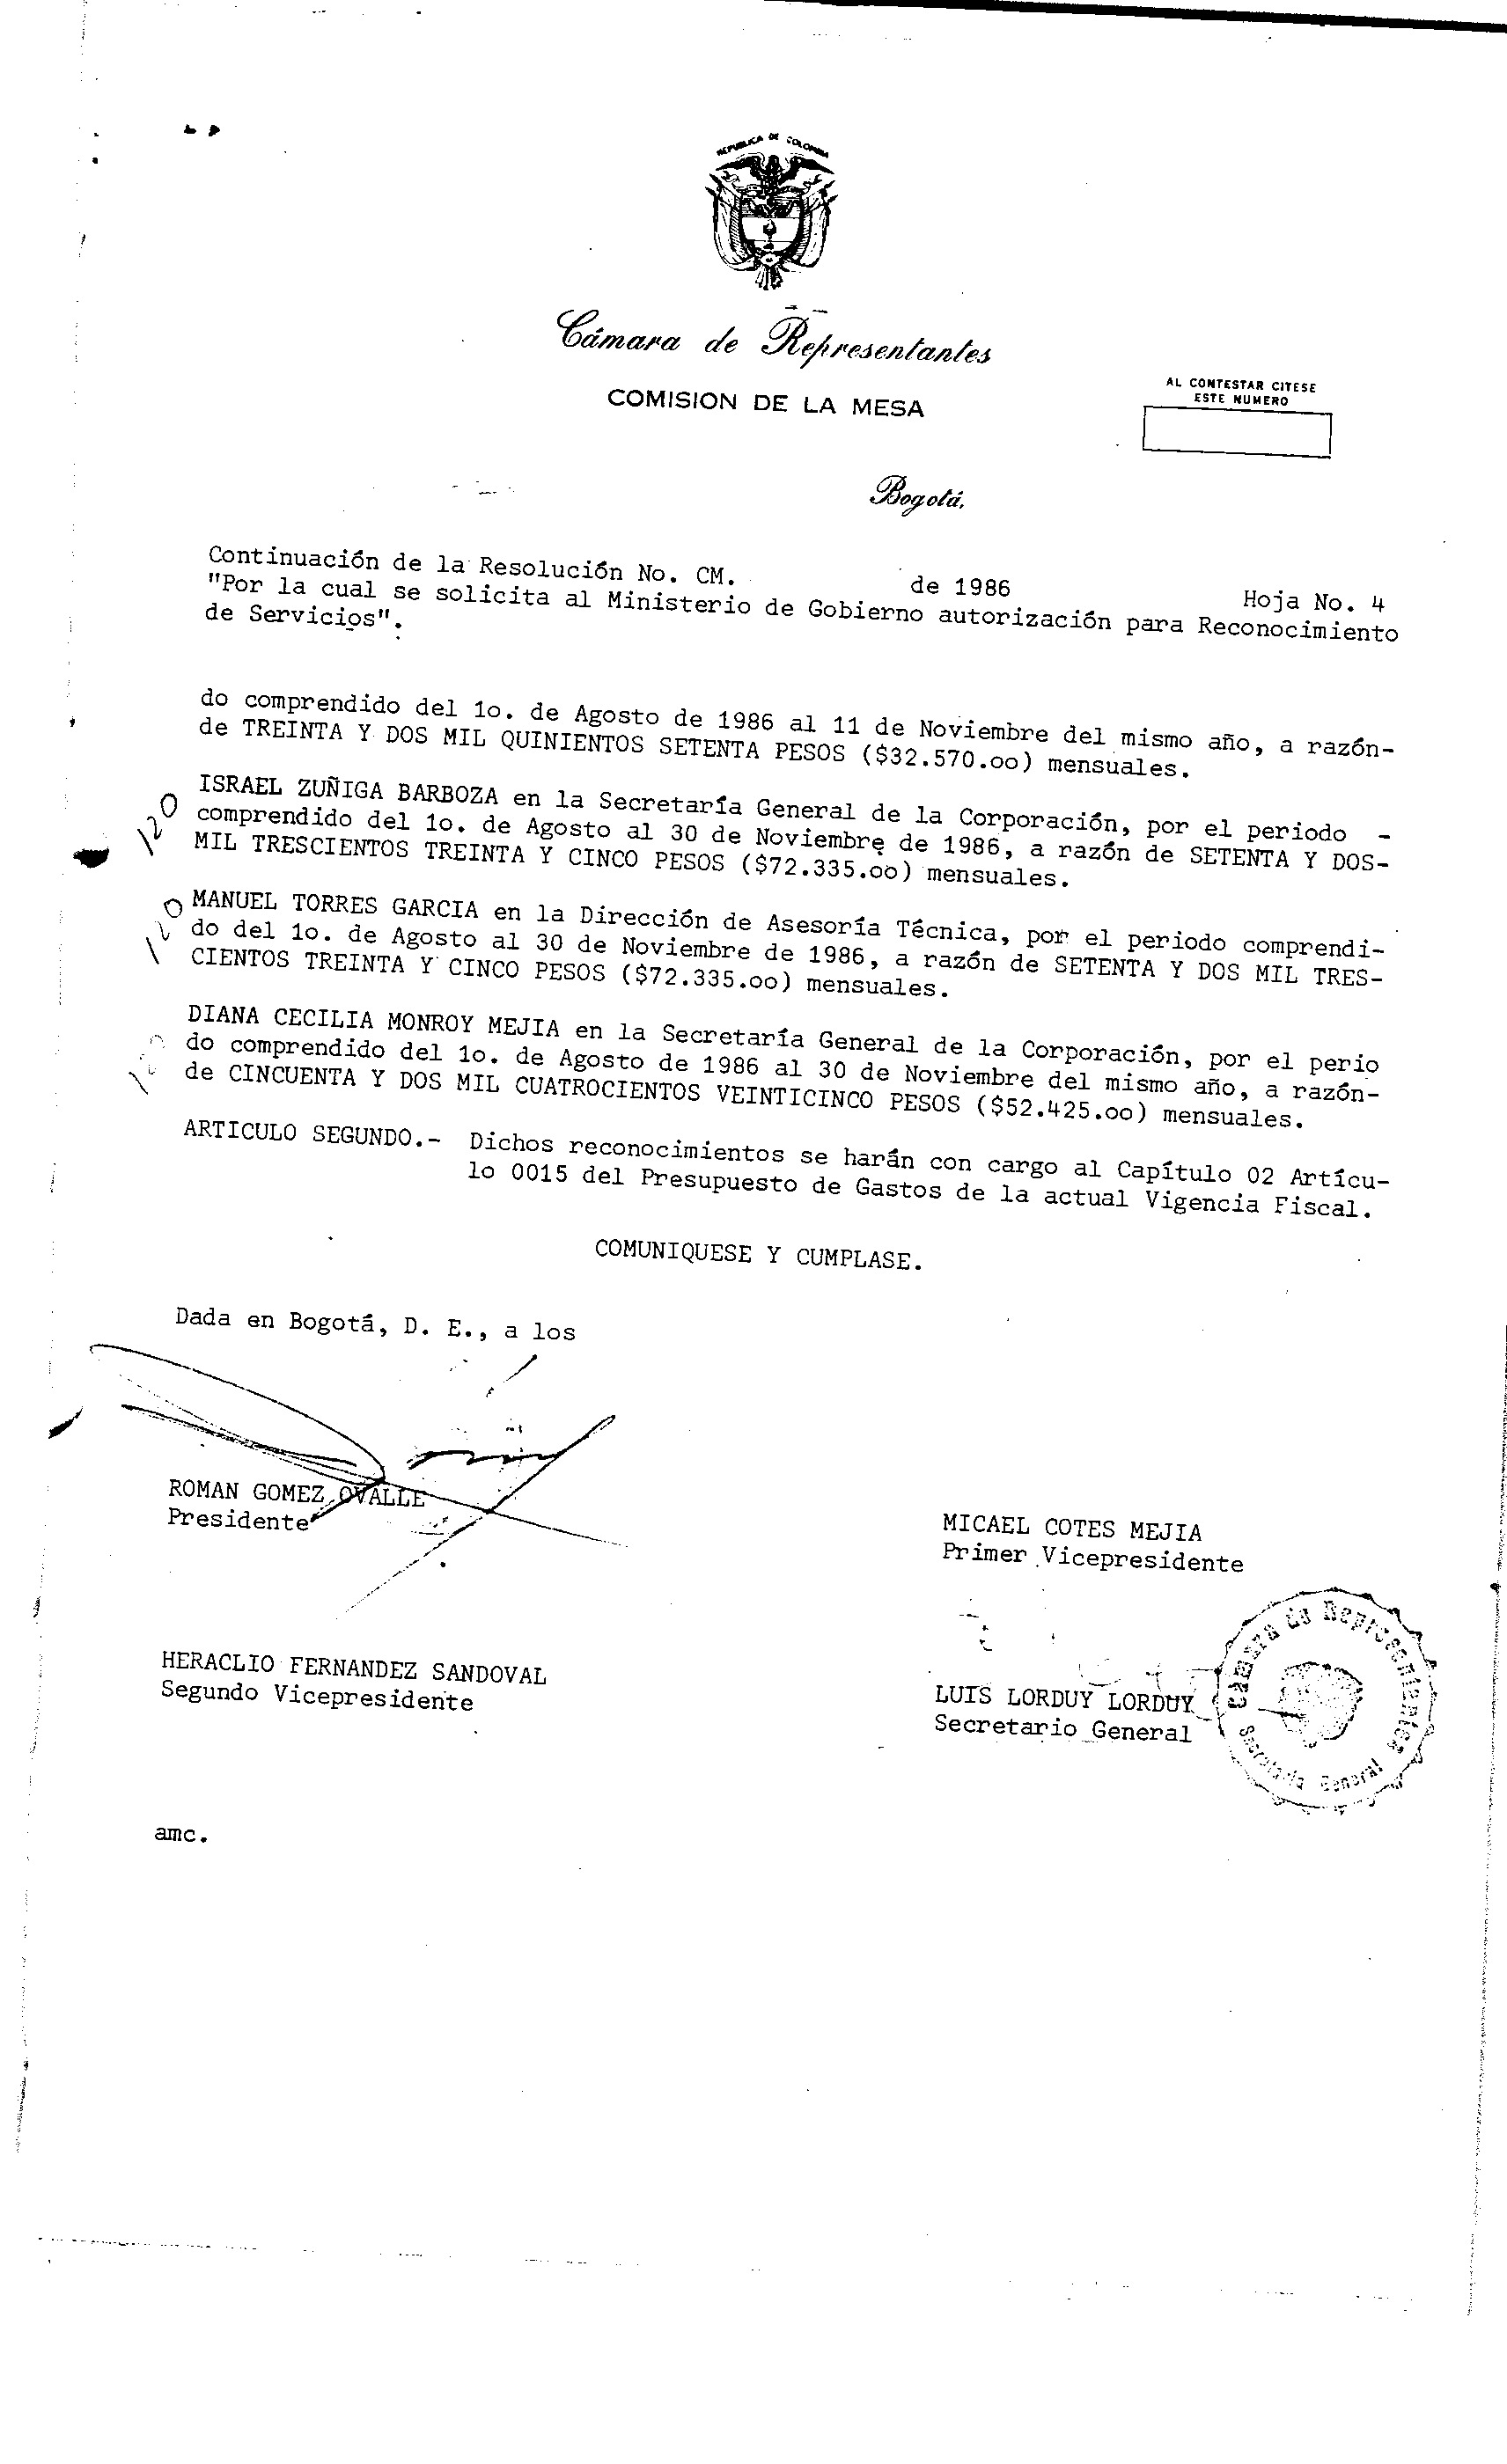 REPUBLICA DE COLOMBIA
Cámara de Representantes
COMISION DE LA MESA
AL CONTESTAR CITESE
ESTE NUMERO
Bogotá,
Continuación de la Resolución No. CM. de 1986 Hoja No. 4
"Por la cual se solicita al Ministerio de Gobierno autorización para Reconocimiento
de Servicios".
do comprendido del 1o. de Agosto de 1986 al 11 de Noviembre del mismo año, a razón-
de TREINTA Y DOS MIL QUINIENTOS SETENTA PESOS ($32.570.oo) mensuales.
120
ISRAEL ZUÑIGA BARBOZA en la Secretaría General de la Corporación, por el periodo -
comprendido del 1o. de Agosto al 30 de Noviembre de 1986, a razón de SETENTA Y DOS-
MIL TRESCIENTOS TREINTA Y CINCO PESOS ($72.335.oo) mensuales.
120
MANUEL TORRES GARCIA en la Dirección de Asesoría Técnica, por el periodo comprendi-
do del 1o. de Agosto al 30 de Noviembre de 1986, a razón de SETENTA Y DOS MIL TRES-
CIENTOS TREINTA Y CINCO PESOS ($72.335.oo) mensuales.
DIANA CECILIA MONROY MEJIA en la Secretaría General de la Corporación, por el perio
do comprendido del 1o. de Agosto de 1986 al 30 de Noviembre del mismo año, a razón-
de CINCUENTA Y DOS MIL CUATROCIENTOS VEINTICINCO PESOS ($52.425.oo) mensuales.
ARTICULO SEGUNDO.- Dichos reconocimientos se harán con cargo al Capítulo 02 Artícu-
lo 0015 del Presupuesto de Gastos de la actual Vigencia Fiscal.
COMUNIQUESE Y CUMPLASE.
Dada en Bogotá, D. E., a los
ROMAN GOMEZ OVALLE
Presidente
MICAEL COTES MEJIA
Primer Vicepresidente
HERACLIO FERNANDEZ SANDOVAL
Segundo Vicepresidente
LUIS LORDUY LORDUY
Secretario General
Cámara de Representantes
Secretaría General
amc.